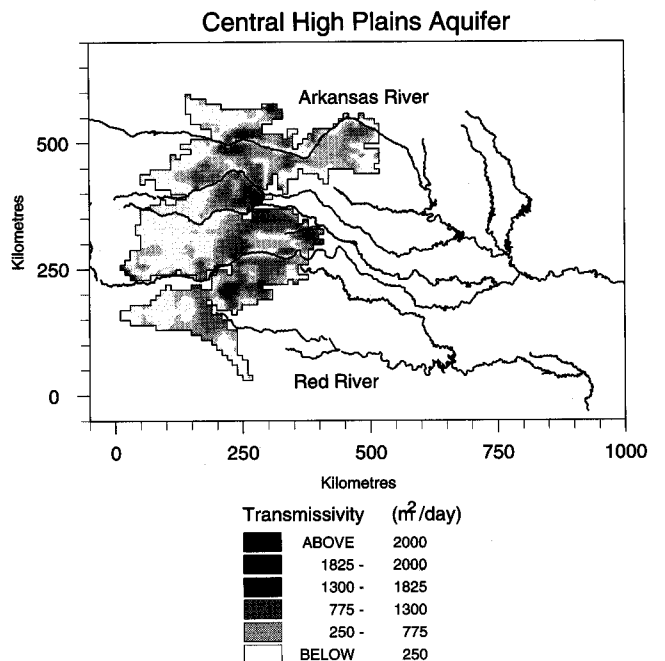 Central High Plains Aquifer
Arkansas River
500
250
0
Kilometres
Red River
0 250 500 750 1000
Kilometres
Transmissivity (m²/day)
ABOVE 2000
1825 - 2000
1300 - 1825
775 - 1300
250 - 775
BELOW 250